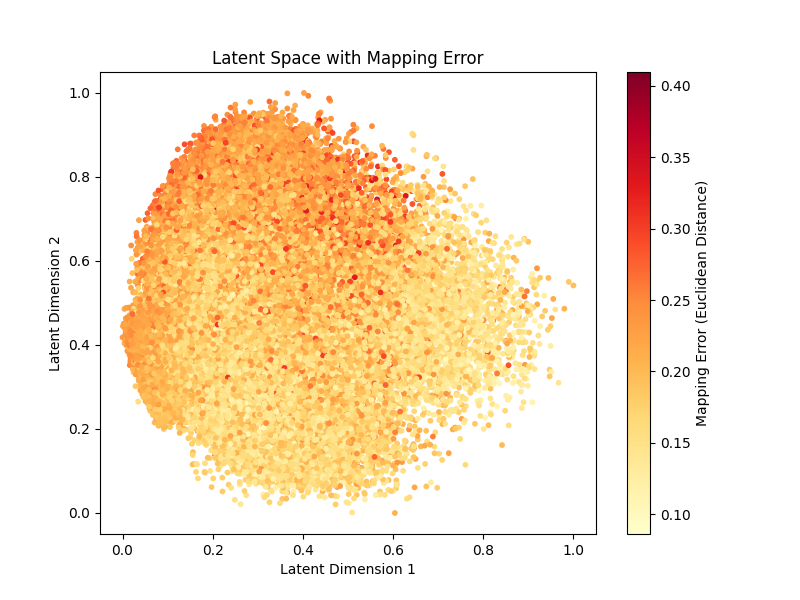 Latent Space with Mapping Error
1.0
0.8
0.6
0.4
0.2
0.0
Latent Dimension 2
0.0 0.2 0.4 0.6 0.8 1.0
Latent Dimension 1
0.40
0.35
0.30
0.25
0.20
0.15
0.10
Mapping Error (Euclidean Distance)